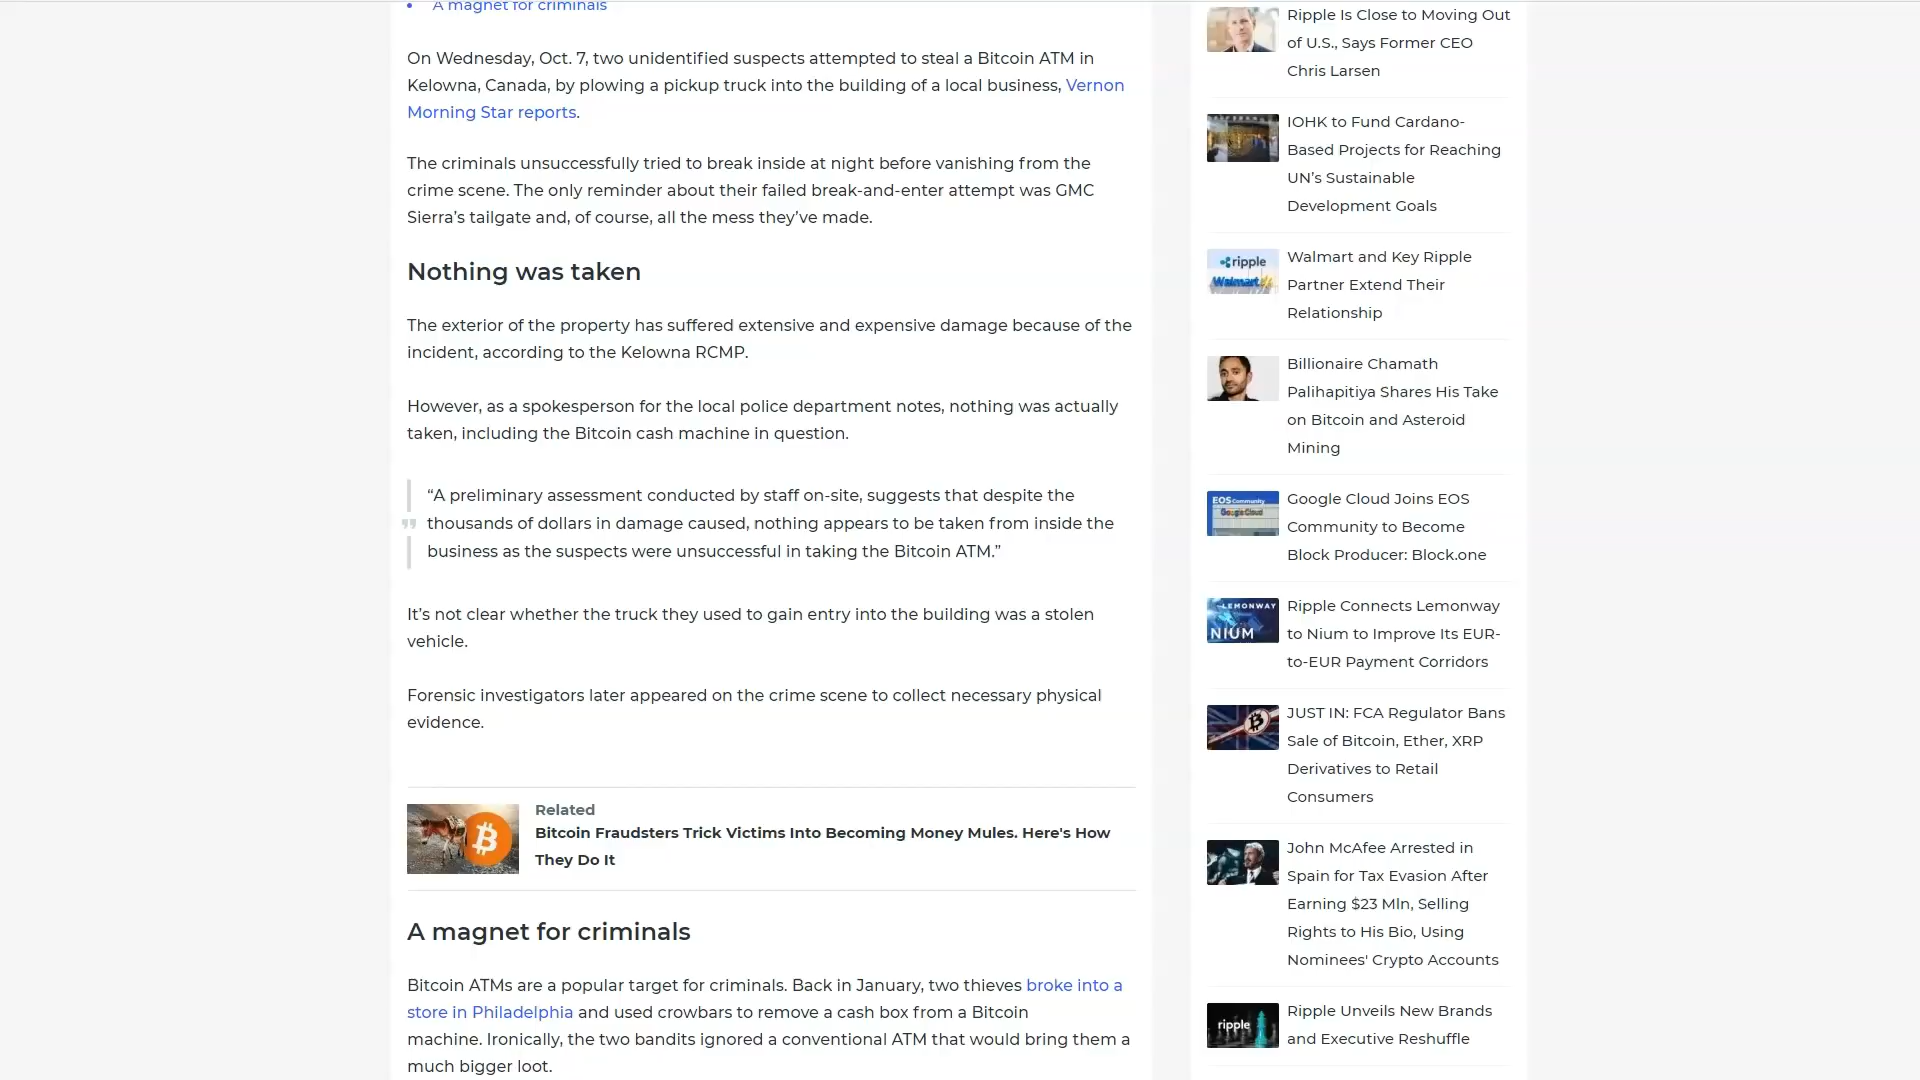 A magnet for criminals
On Wednesday, Oct. 7, two unidentified suspects attempted to steal a Bitcoin ATM in
Kelowna, Canada, by plowing a pickup truck into the building of a local business, Vernon
Morning Star reports.
The criminals unsuccessfully tried to break inside at night before vanishing from the
crime scene. The only reminder about their failed break-and-enter attempt was GMC
Sierra’s tailgate and, of course, all the mess they’ve made.
Nothing was taken
The exterior of the property has suffered extensive and expensive damage because of the
incident, according to the Kelowna RCMP.
However, as a spokesperson for the local police department notes, nothing was actually
taken, including the Bitcoin cash machine in question.
“A preliminary assessment conducted by staff on-site, suggests that despite the
thousands of dollars in damage caused, nothing appears to be taken from inside the
business as the suspects were unsuccessful in taking the Bitcoin ATM.”
It’s not clear whether the truck they used to gain entry into the building was a stolen
vehicle.
Forensic investigators later appeared on the crime scene to collect necessary physical
evidence.
Related
Bitcoin Fraudsters Trick Victims Into Becoming Money Mules. Here's How
They Do It
A magnet for criminals
Bitcoin ATMs are a popular target for criminals. Back in January, two thieves broke into a
store in Philadelphia and used crowbars to remove a cash box from a Bitcoin
machine. Ironically, the two bandits ignored a conventional ATM that would bring them a
much bigger loot.
Ripple Is Close to Moving Out
of U.S., Says Former CEO
Chris Larsen
IOHK to Fund Cardano-
Based Projects for Reaching
UN’s Sustainable
Development Goals
ripple
Walmart
Walmart and Key Ripple
Partner Extend Their
Relationship
Billionaire Chamath
Palihapitiya Shares His Take
on Bitcoin and Asteroid
Mining
EOS Community
Google Cloud
Google Cloud Joins EOS
Community to Become
Block Producer: Block.one
LEMONWAY
NIUM
Ripple Connects Lemonway
to Nium to Improve Its EUR-
to-EUR Payment Corridors
JUST IN: FCA Regulator Bans
Sale of Bitcoin, Ether, XRP
Derivatives to Retail
Consumers
John McAfee Arrested in
Spain for Tax Evasion After
Earning $23 Mln, Selling
Rights to His Bio, Using
Nominees' Crypto Accounts
ripple
Ripple Unveils New Brands
and Executive Reshuffle